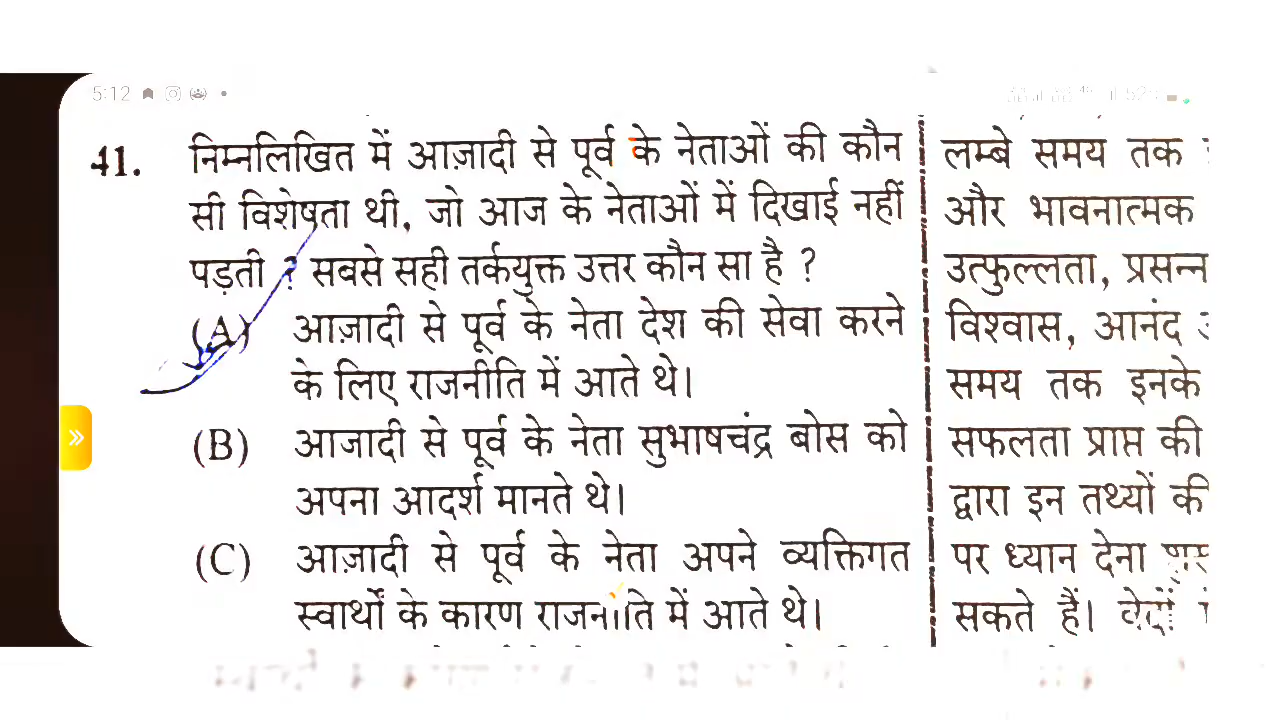 5:12
41. निम्नलिखित में आज़ादी से पूर्व के नेताओं की कौन
सी विशेषता थी, जो आज के नेताओं में दिखाई नहीं
पड़ती ? सबसे सही तर्कयुक्त उत्तर कौन सा है ?
(A) आज़ादी से पूर्व के नेता देश की सेवा करने
के लिए राजनीति में आते थे।
(B) आजादी से पूर्व के नेता सुभाषचंद्र बोस को
अपना आदर्श मानते थे।
(C) आज़ादी से पूर्व के नेता अपने व्यक्तिगत
स्वार्थों के कारण राजनीति में आते थे।
लम्बे समय तक
और भावनात्मक
उत्फुल्लता, प्रसन्न
विश्वास, आनंद
समय तक इनके
सफलता प्राप्त की
द्वारा इन तथ्यों की
पर ध्यान देना
सकते हैं। वेदों